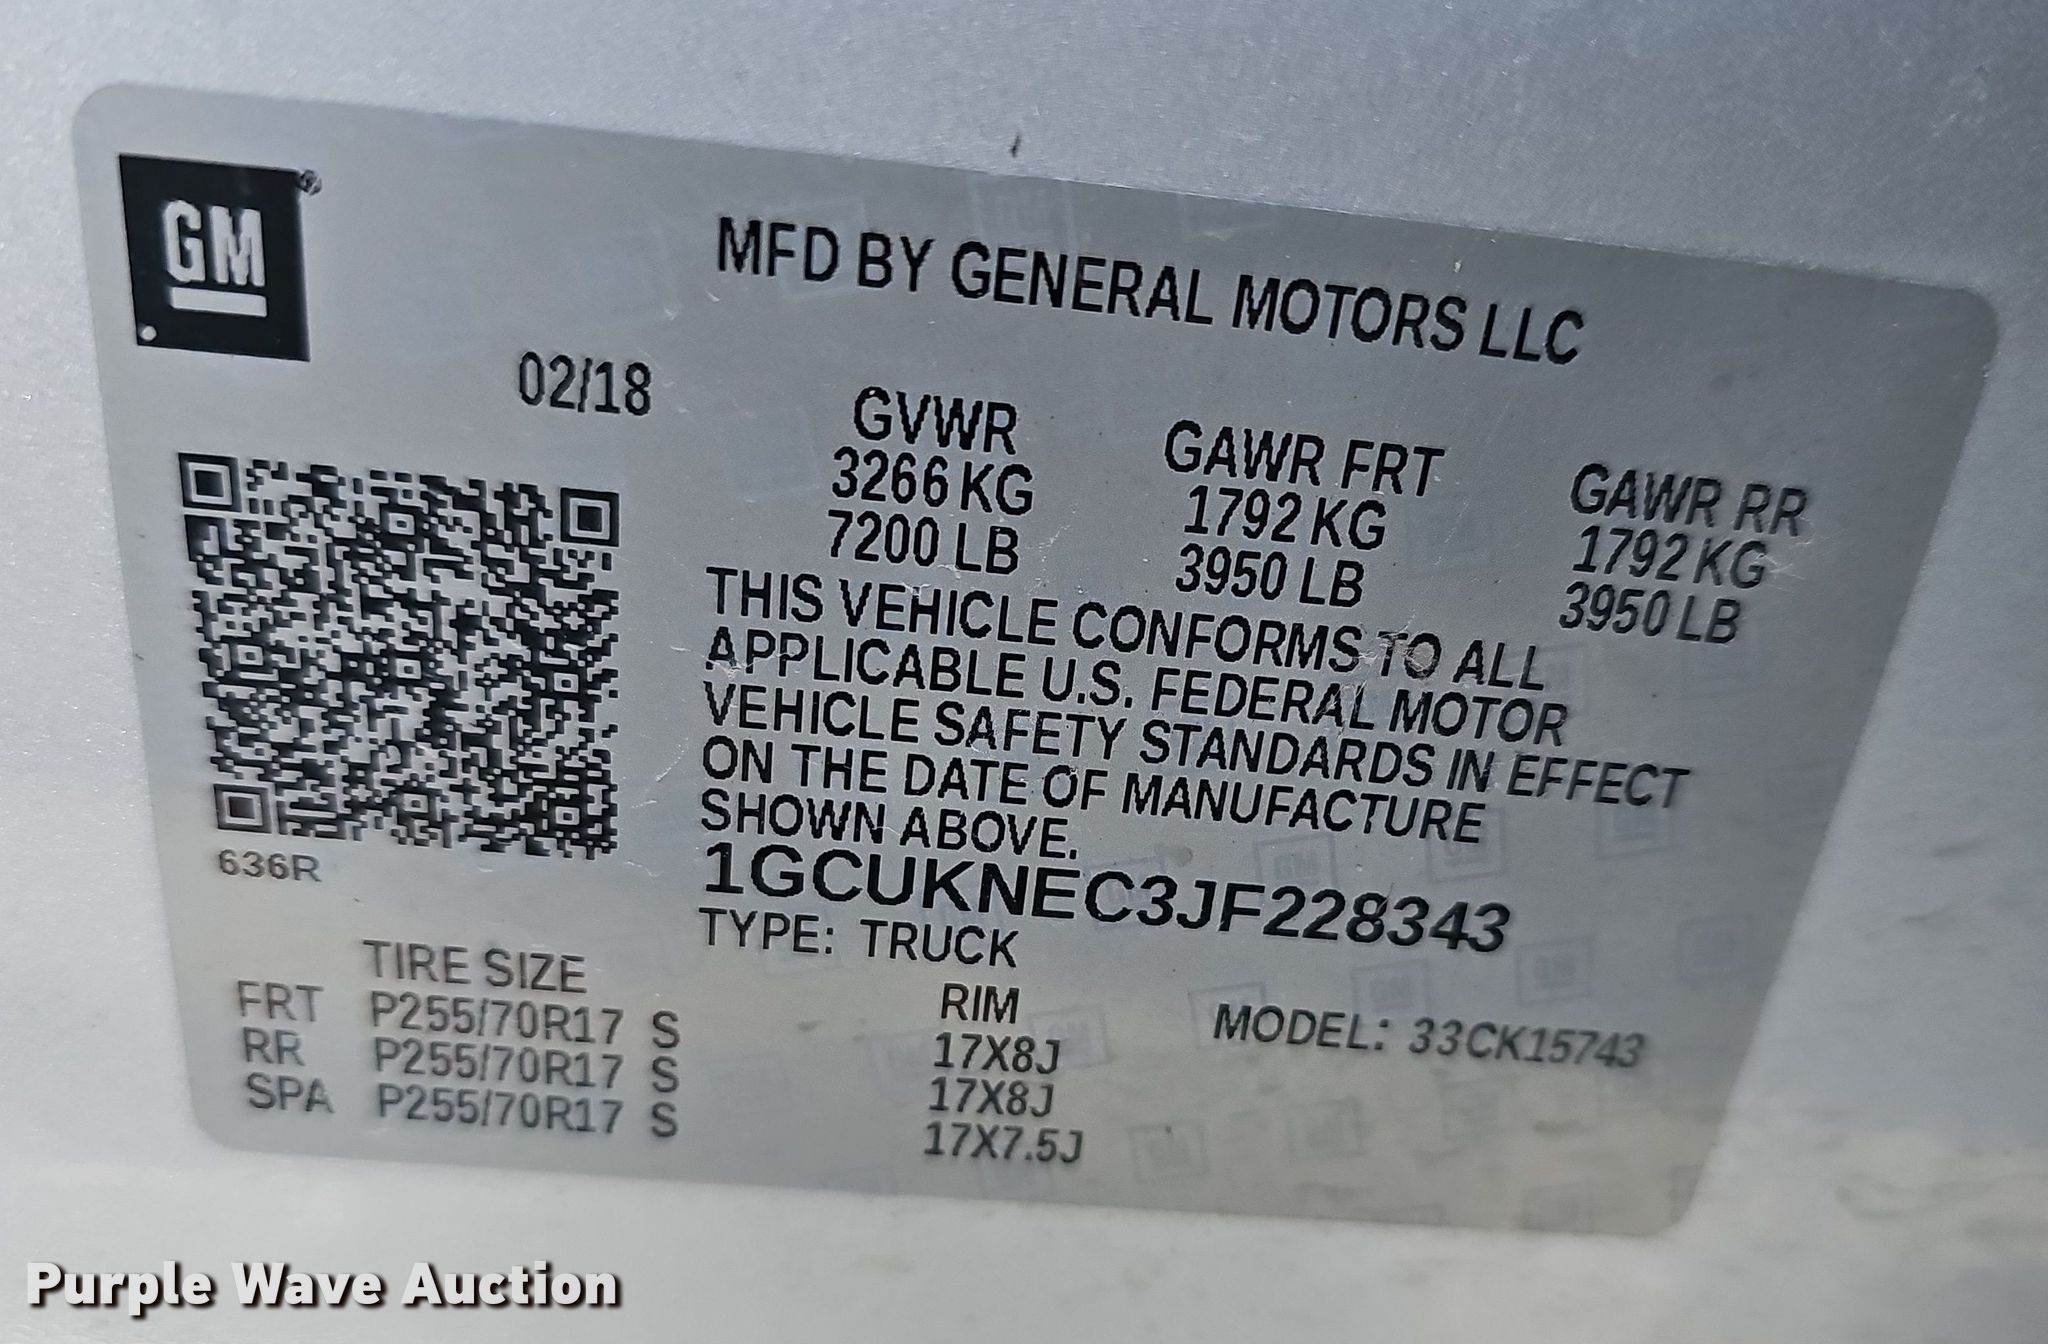 GM
MFD BY GENERAL MOTORS LLC
02/18
GVWR GAWR FRT GAWR RR
3266 KG 1792 KG 1792 KG
7200 LB 3950 LB 3950 LB
THIS VEHICLE CONFORMS TO ALL
APPLICABLE U.S. FEDERAL MOTOR
VEHICLE SAFETY STANDARDS IN EFFECT
ON THE DATE OF MANUFACTURE
SHOWN ABOVE.
636R
1GCUKNEC3JF228343
TYPE: TRUCK
TIRE SIZE RIM MODEL: 33CK15743
FRT P255/70R17 S 17X8J
RR P255/70R17 S 17X8J
SPA P255/70R17 S 17X7.5J
Purple Wave Auction